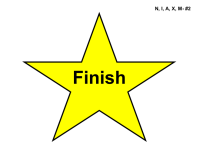 N, I, A, X, M- #2
Finish